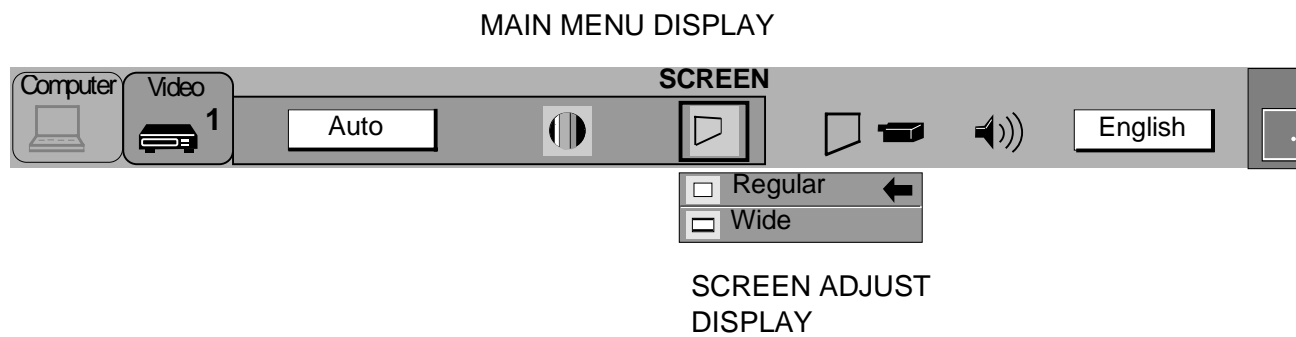 MAIN MENU DISPLAY
SCREEN
Computer
Video
1
Auto
English
Regular
Wide
SCREEN ADJUST
DISPLAY